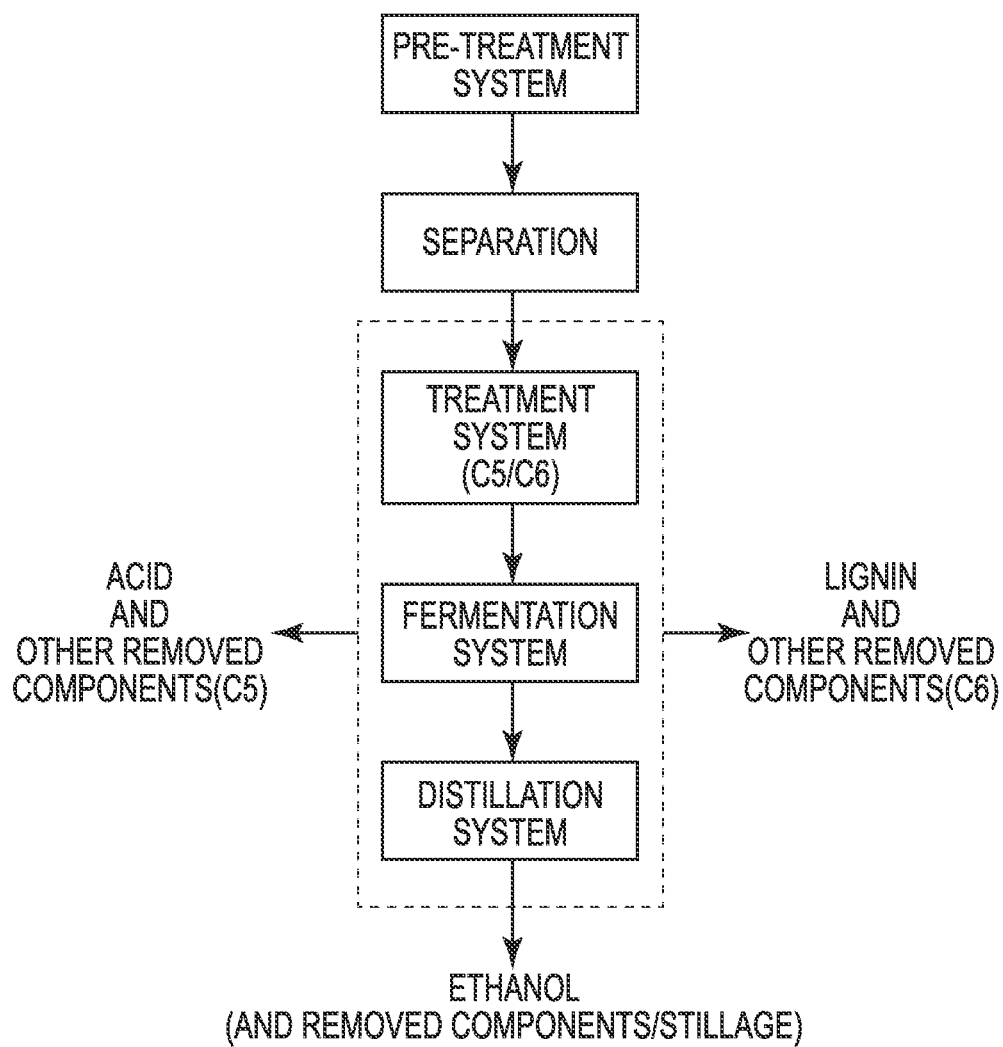 PRE-TREATMENT
SYSTEM
SEPARATION
TREATMENT
SYSTEM
(C5/C6)
ACID
AND
OTHER REMOVED
COMPONENTS(C5)
FERMENTATION
SYSTEM
LIGNIN
AND
OTHER REMOVED
COMPONENTS(C6)
DISTILLATION
SYSTEM
ETHANOL
(AND REMOVED COMPONENTS/STILLAGE)